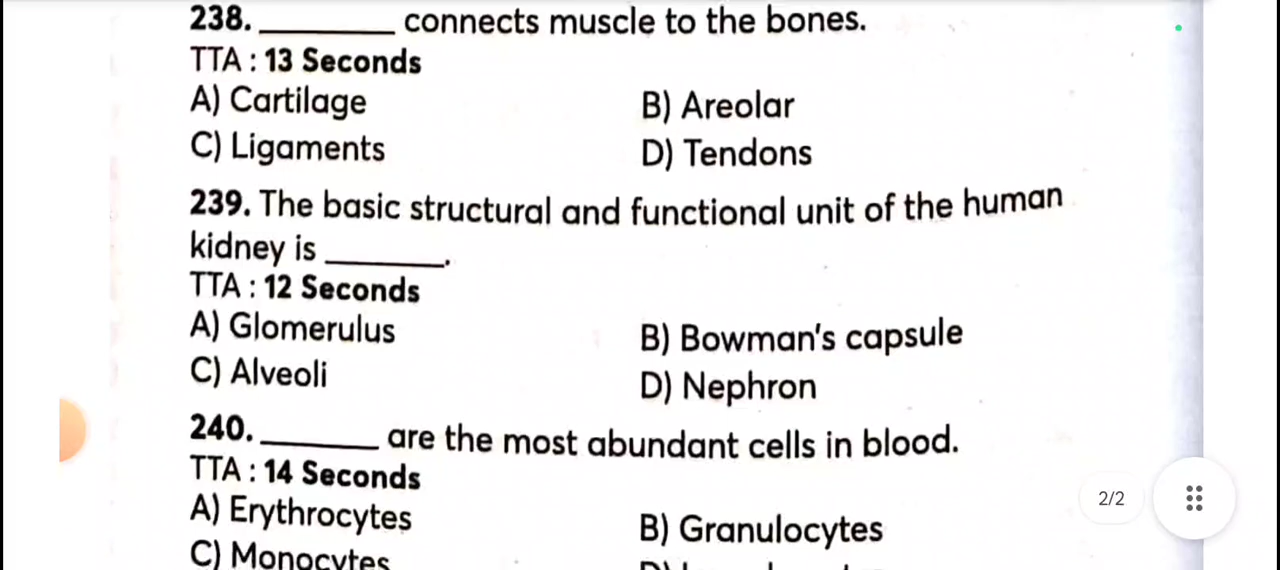 238. ________ connects muscle to the bones.
TTA : 13 Seconds
A) Cartilage B) Areolar
C) Ligaments D) Tendons
239. The basic structural and functional unit of the human
kidney is ________.
TTA : 12 Seconds
A) Glomerulus B) Bowman's capsule
C) Alveoli D) Nephron
240. ________ are the most abundant cells in blood.
TTA : 14 Seconds
A) Erythrocytes B) Granulocytes
C) Monocytes
2/2